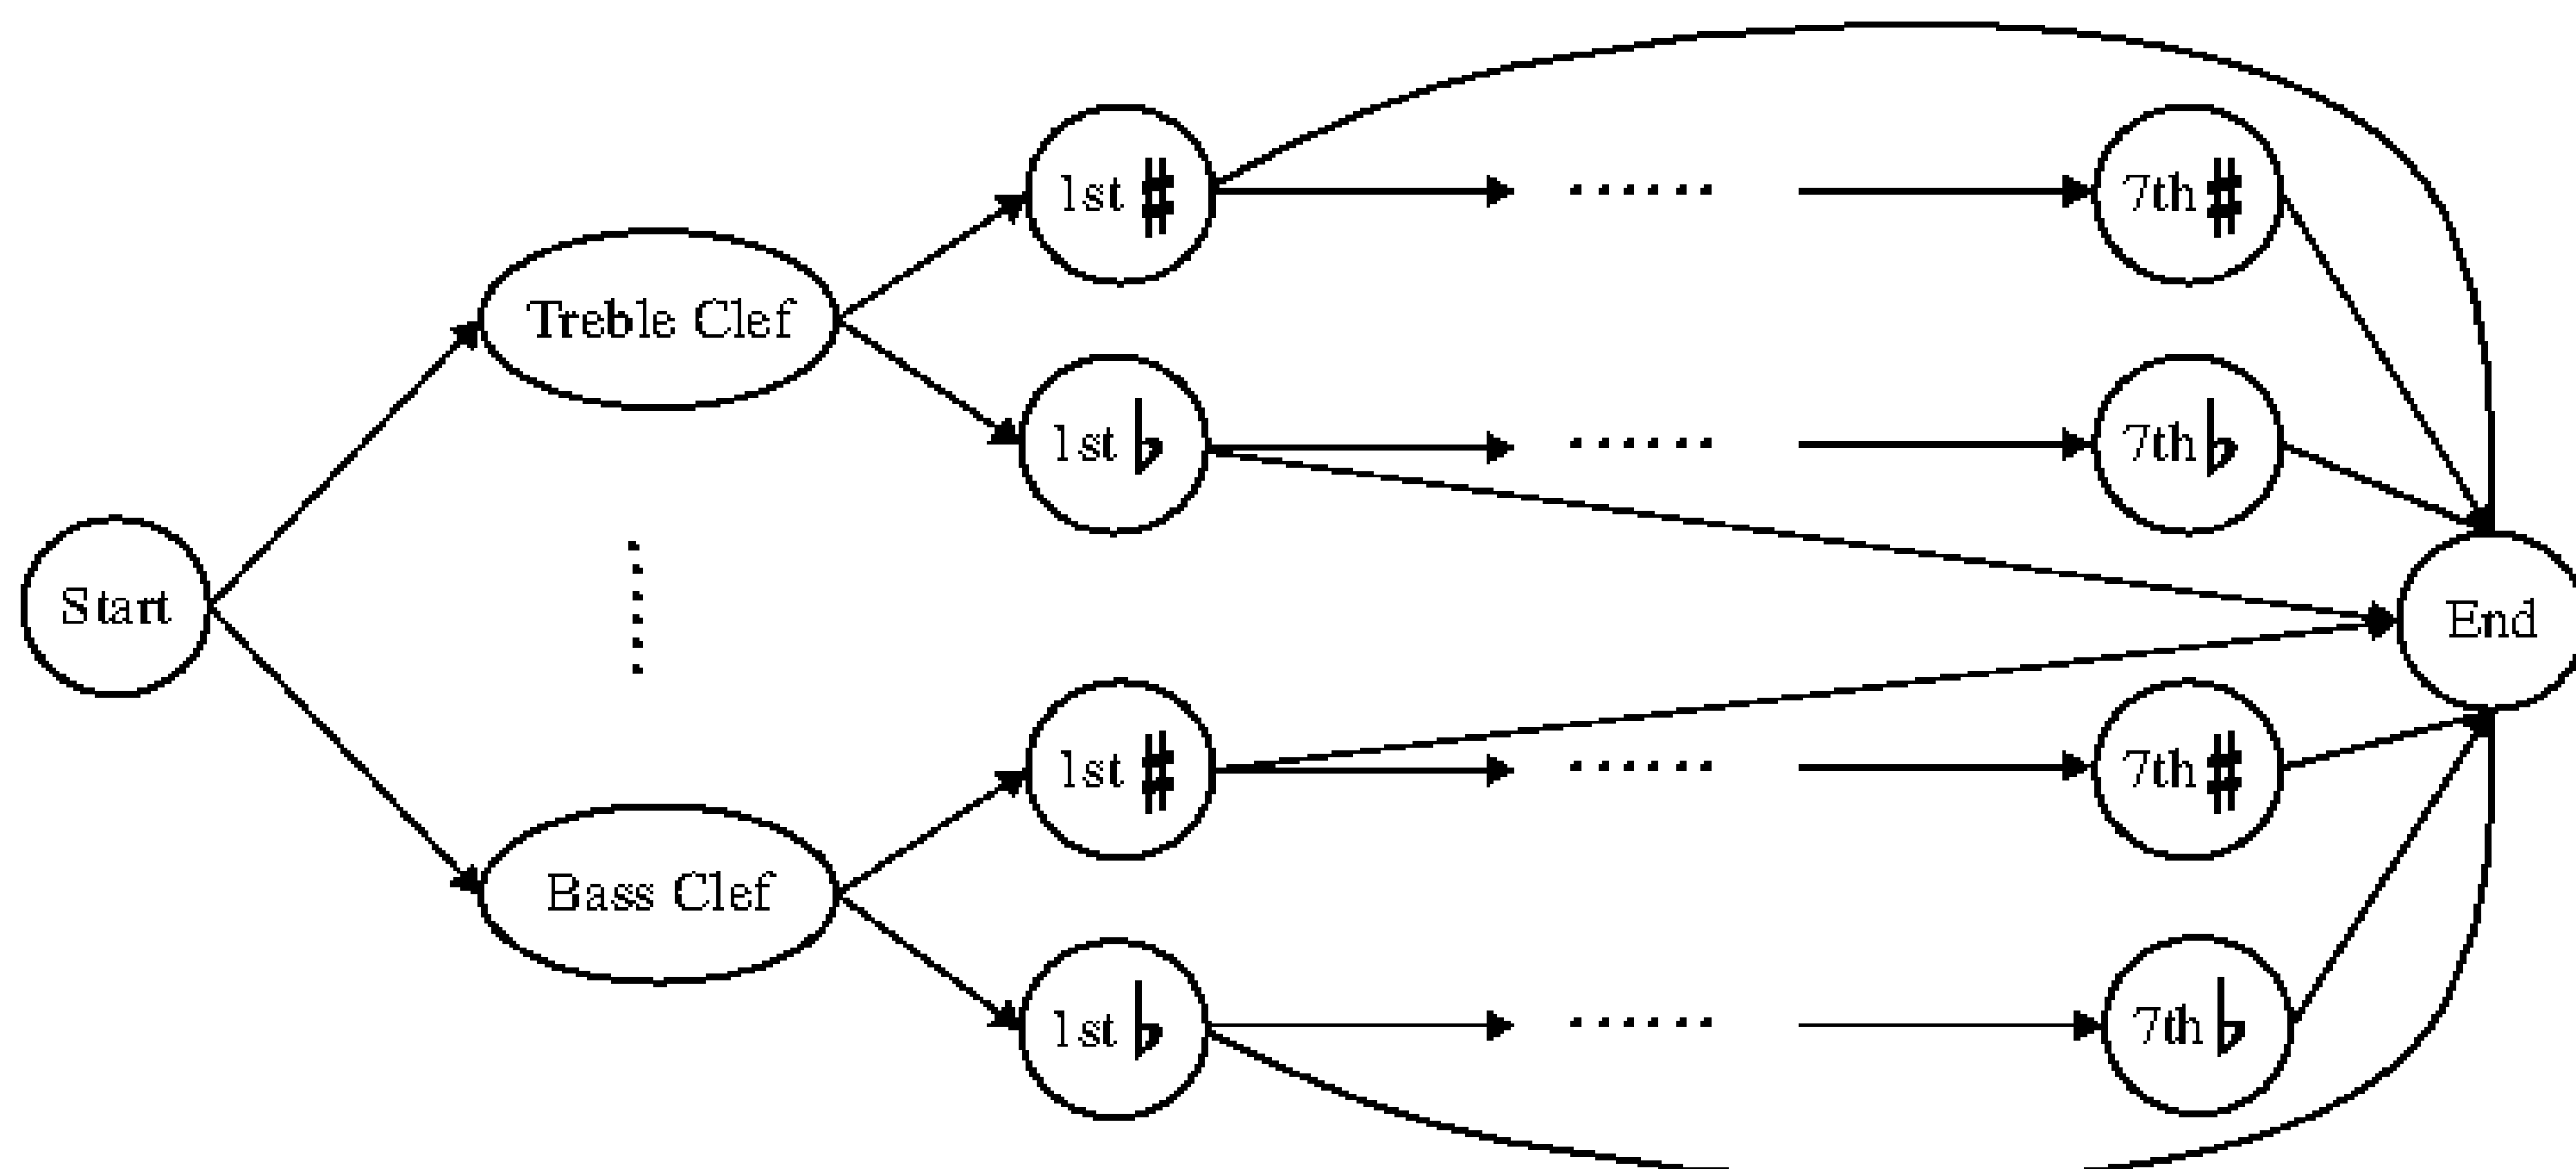 1st ♯
7th ♯
Treble Clef
1st ♭
7th ♭
Start
End
1st ♯
7th ♯
Bass Clef
1st ♭
7th ♭